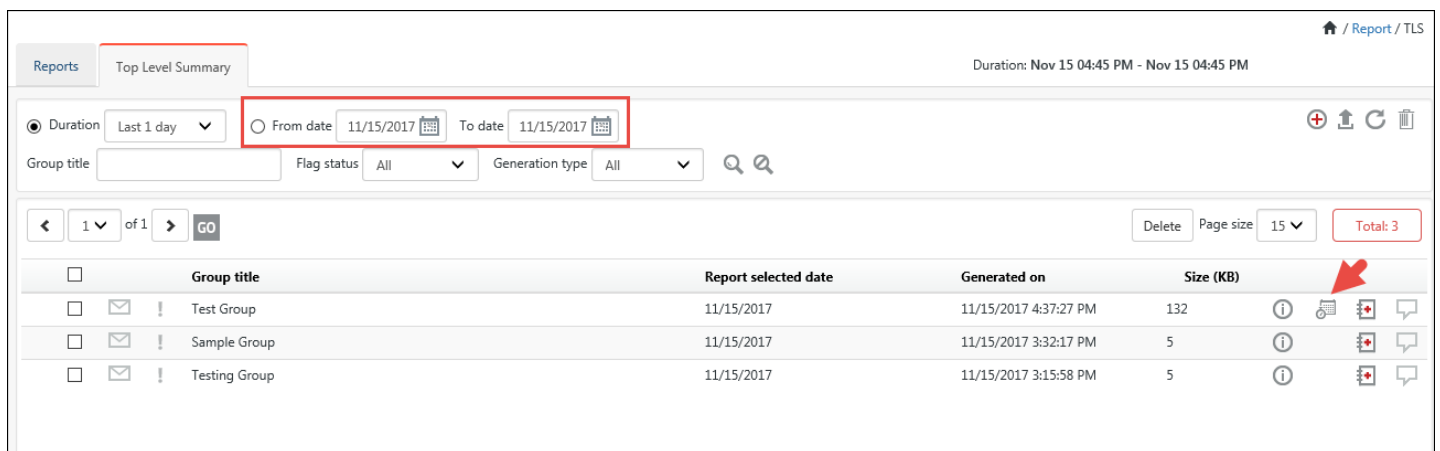 / Report / TLS
Reports Top Level Summary Duration: Nov 15 04:45 PM - Nov 15 04:45 PM
Duration Last 1 day From date 11/15/2017 To date 11/15/2017
Group title Flag status All Generation type All
1 of 1 GO Delete Page size 15 Total: 3
Group title Report selected date Generated on Size (KB)
Test Group 11/15/2017 11/15/2017 4:37:27 PM 132
Sample Group 11/15/2017 11/15/2017 3:32:17 PM 5
Testing Group 11/15/2017 11/15/2017 3:15:58 PM 5